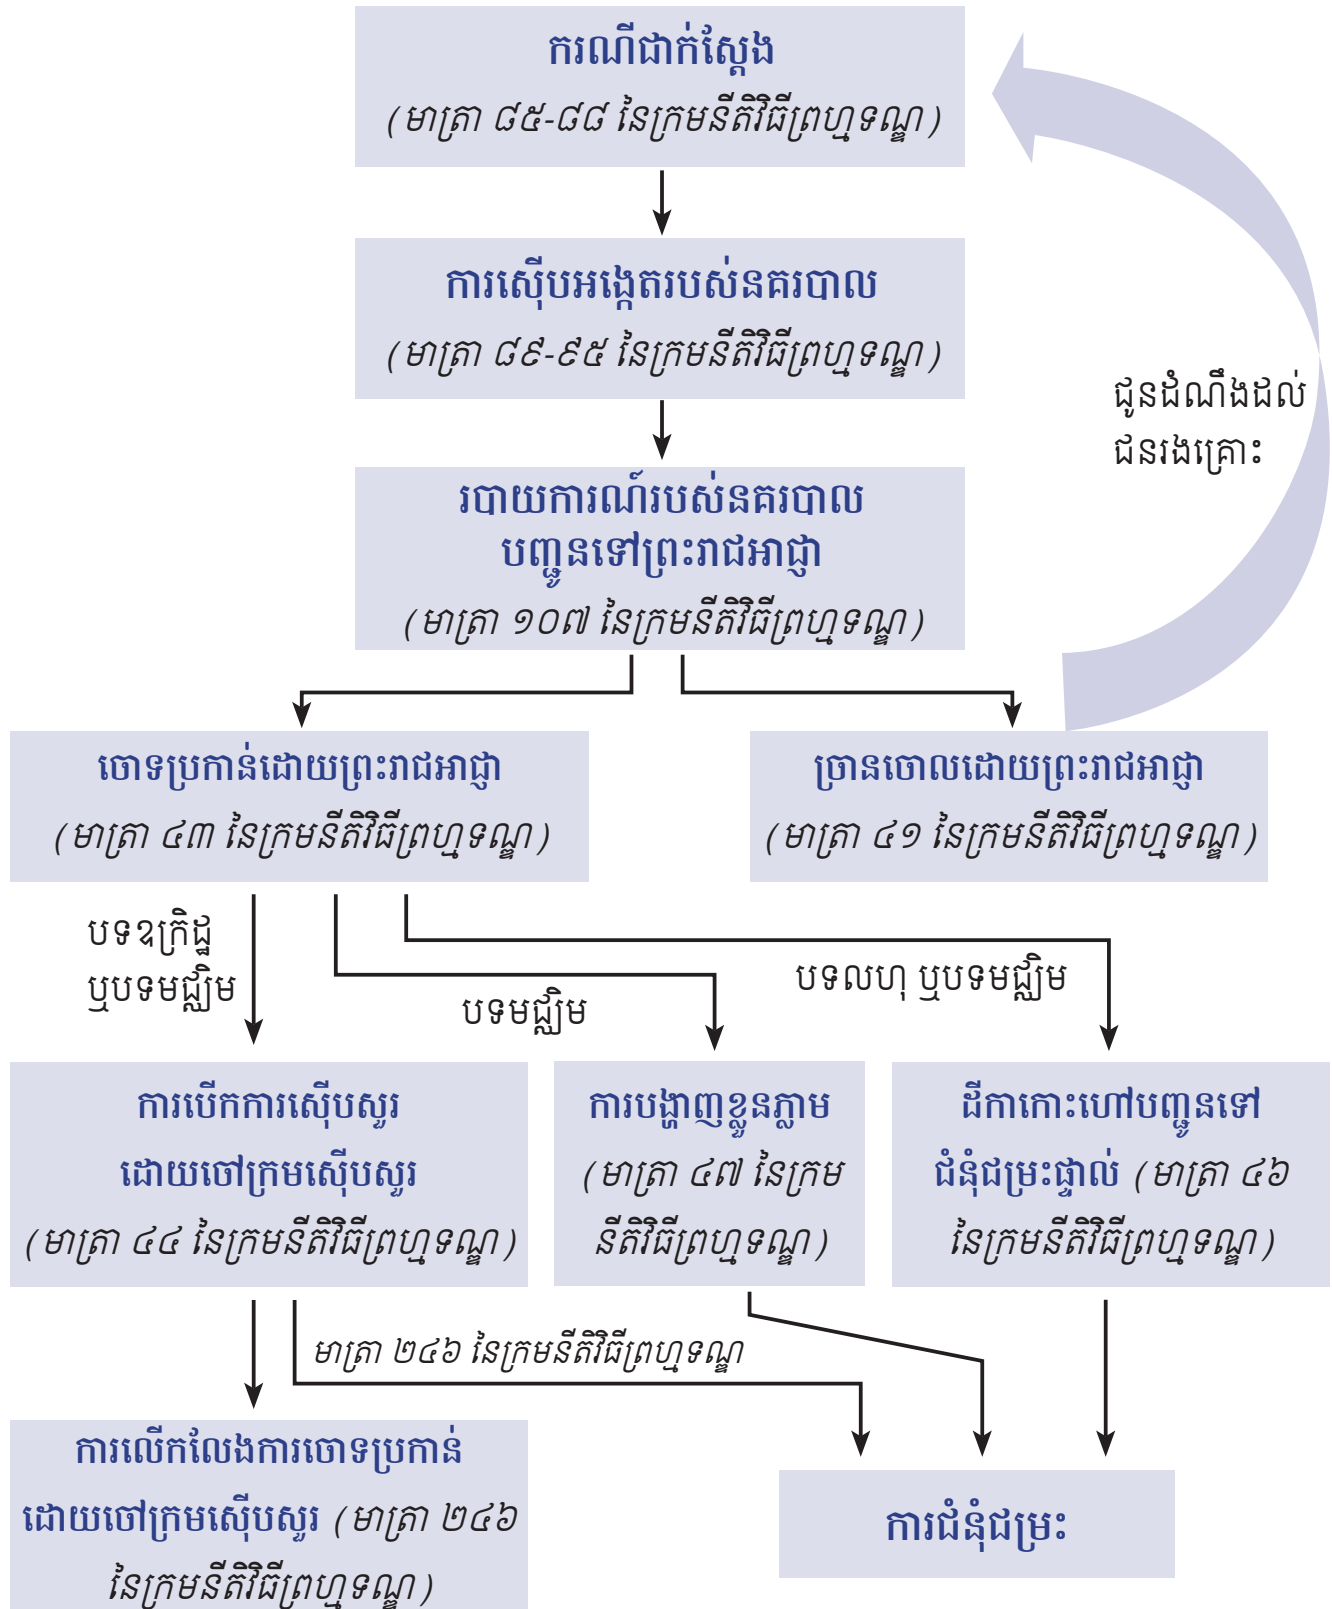 ករណីជាក់ស្តែង
(មាត្រា ៨៥-៨៨ នៃក្រមនីតិវិធីព្រហ្មទណ្ឌ)
ការស៊ើបអង្កេតរបស់នគរបាល
(មាត្រា ៨៩-៩៥ នៃក្រមនីតិវិធីព្រហ្មទណ្ឌ)
ជូនដំណឹងដល់
ជនរងគ្រោះ
របាយការណ៍របស់នគរបាល
បញ្ជូនទៅព្រះរាជអាជ្ញា
(មាត្រា ១០៧ នៃក្រមនីតិវិធីព្រហ្មទណ្ឌ)
ចោទប្រកាន់ដោយព្រះរាជអាជ្ញា
(មាត្រា ៤៣ នៃក្រមនីតិវិធីព្រហ្មទណ្ឌ)
ច្រានចោលដោយព្រះរាជអាជ្ញា
(មាត្រា ៤១ នៃក្រមនីតិវិធីព្រហ្មទណ្ឌ)
បទឧក្រិដ្ឋ
ឬបទមជ្ឈិម
បទមជ្ឈិម
បទលហុ ឬបទមជ្ឈិម
ការបើកការស៊ើបសួរ
ដោយចៅក្រមស៊ើបសួរ
(មាត្រា ៤៤ នៃក្រមនីតិវិធីព្រហ្មទណ្ឌ)
ការបង្ហាញខ្លួនភ្លាម
(មាត្រា ៤៧ នៃក្រម
នីតិវិធីព្រហ្មទណ្ឌ)
ដីកាកោះហៅបញ្ជូនទៅ
ជំនុំជម្រះផ្ទាល់ (មាត្រា ៤៦
នៃក្រមនីតិវិធីព្រហ្មទណ្ឌ)
មាត្រា ២៤៦ នៃក្រមនីតិវិធីព្រហ្មទណ្ឌ
ការលើកលែងការចោទប្រកាន់
ដោយចៅក្រមស៊ើបសួរ (មាត្រា ២៤៦
នៃក្រមនីតិវិធីព្រហ្មទណ្ឌ)
ការជំនុំជម្រះ